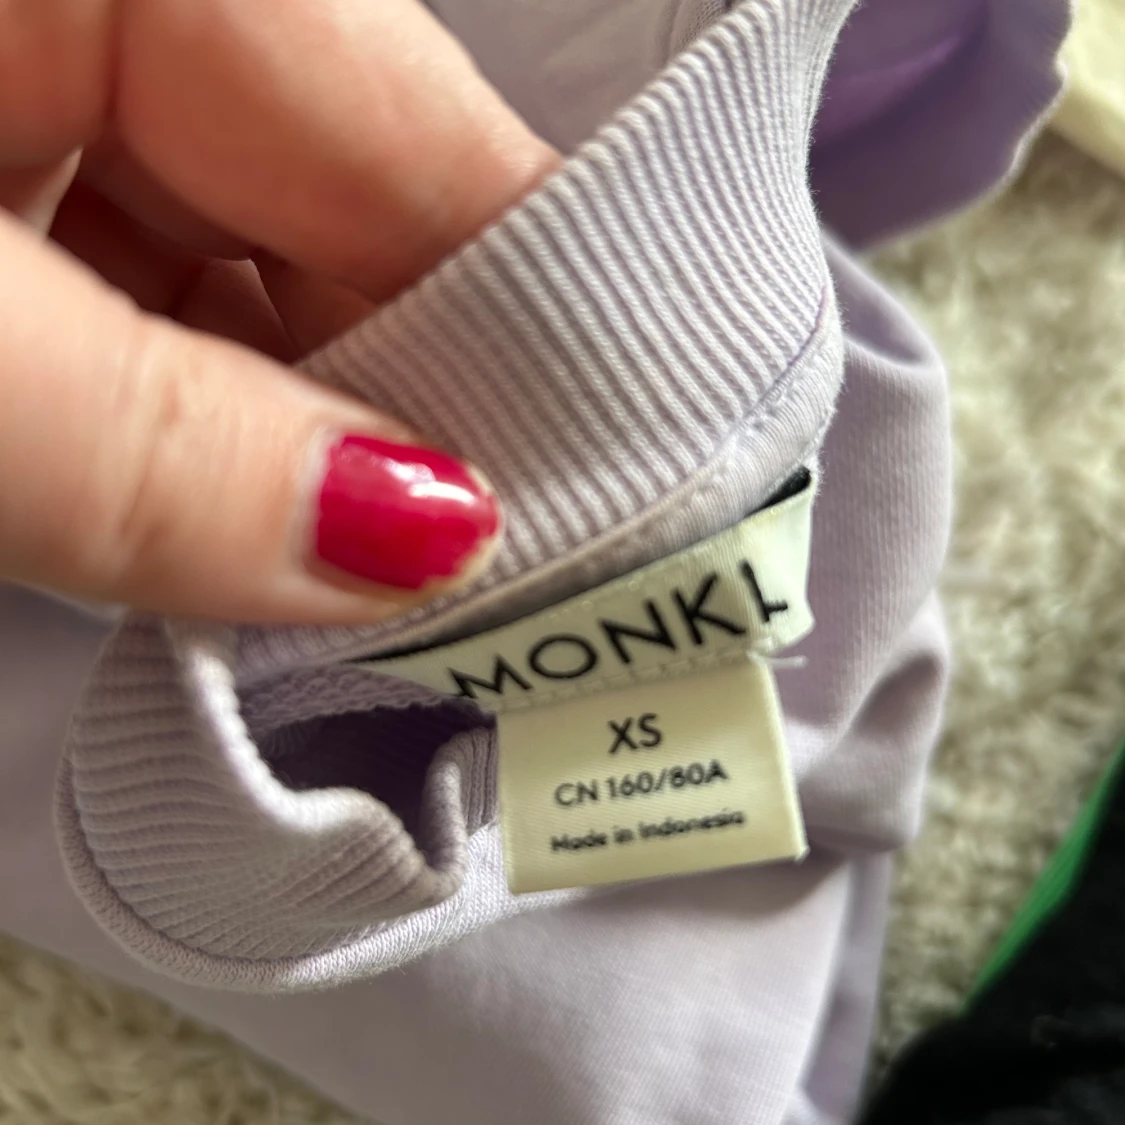 MONKI
XS
CN 160/80A
Made in Indonesia